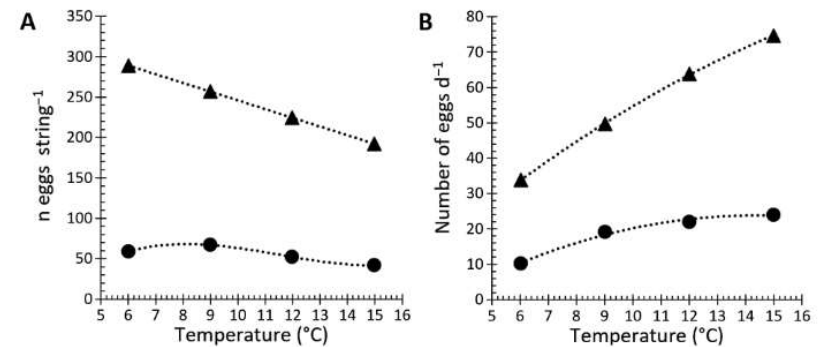 A
n eggs string⁻¹
350
300
250
200
150
100
50
0
5 6 7 8 9 10 11 12 13 14 15 16
Temperature (°C)
B
Number of eggs d⁻¹
80
70
60
50
40
30
20
10
0
5 6 7 8 9 10 11 12 13 14 15 16
Temperature (°C)